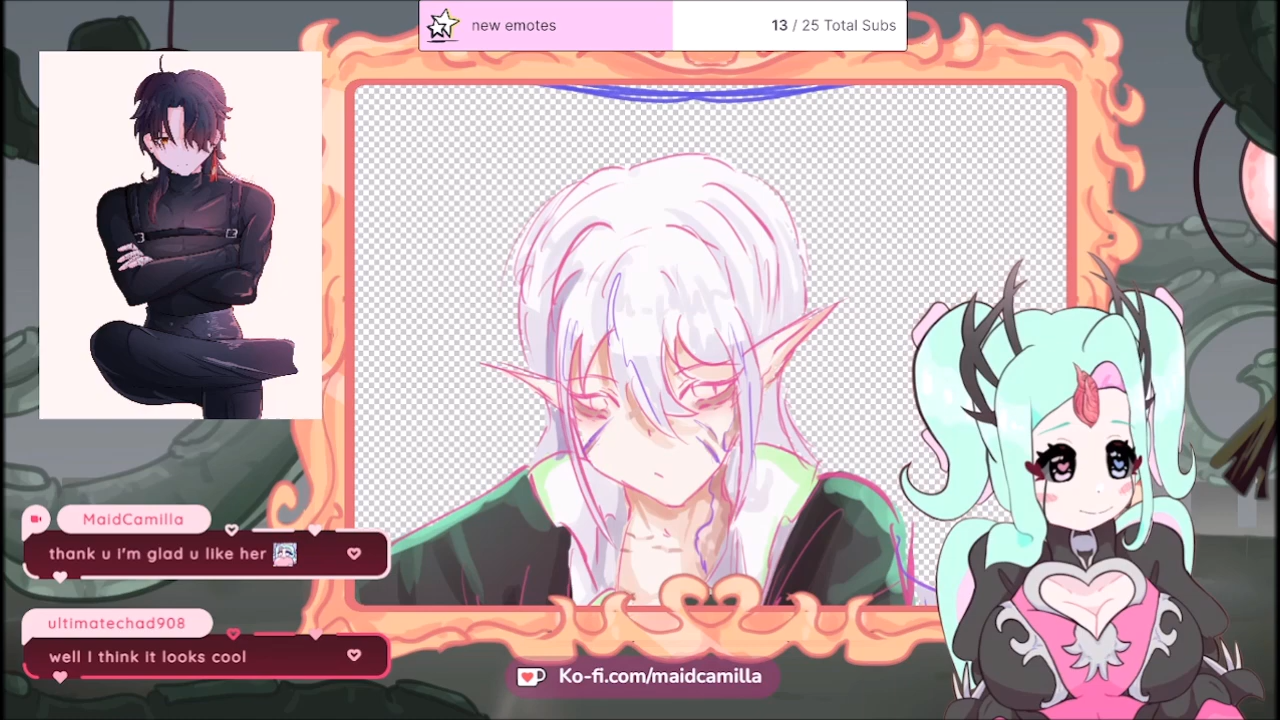 new emotes
13 / 25 Total Subs
MaidCamilla
thank u i'm glad u like her
ultimatechad908
well I think it looks cool
Ko-fi.com/maidcamilla